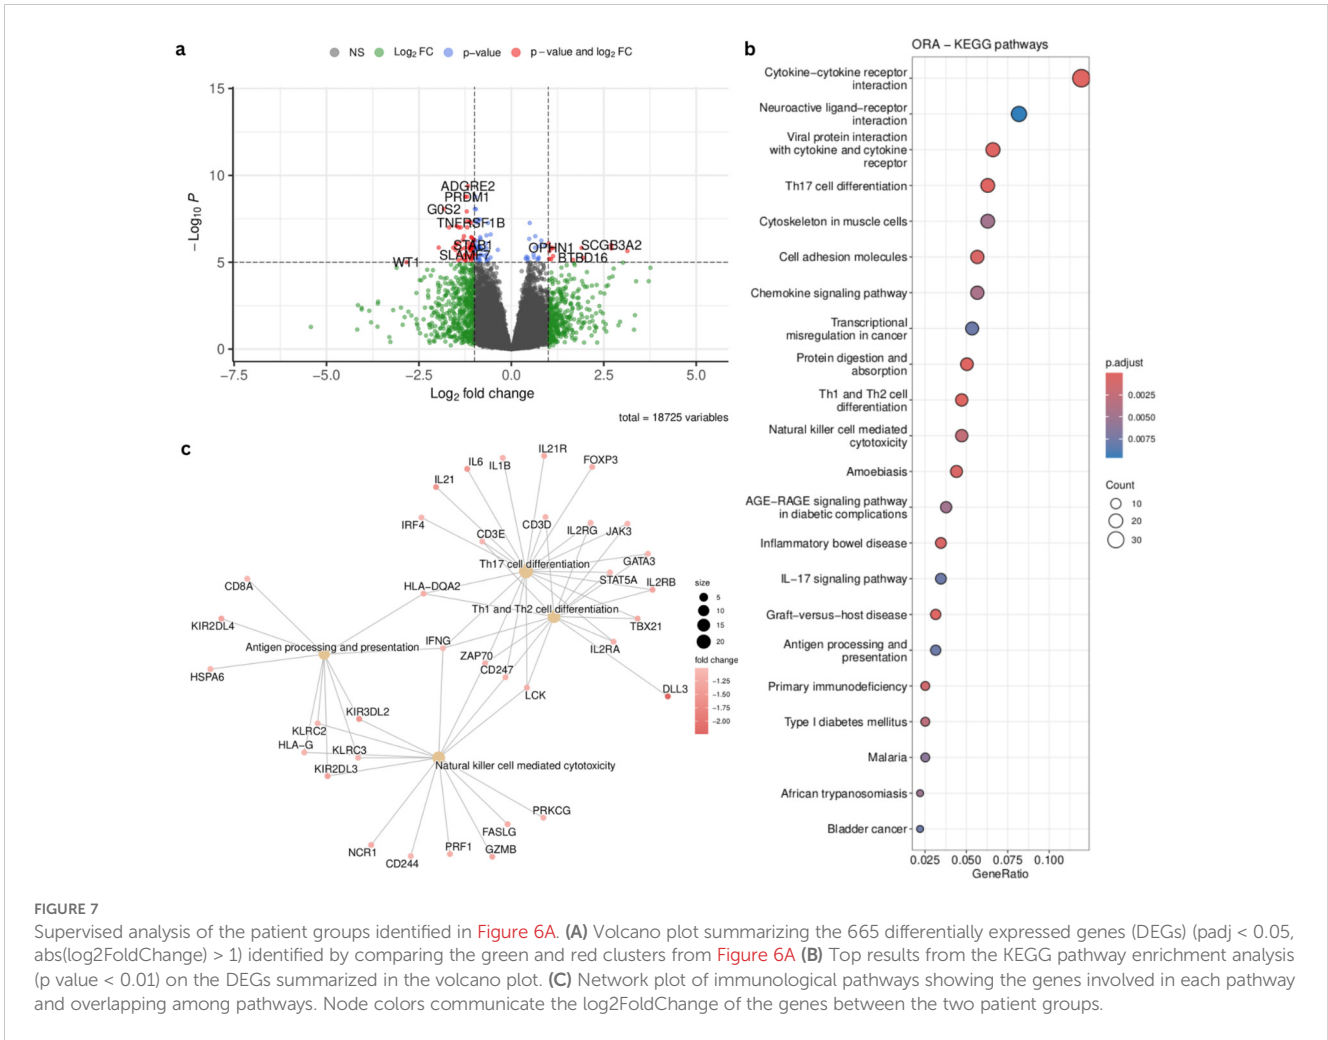 a
NS Log2 FC p−value p−value and log2 FC
15
10
5
0
−Log10 P
ADGRE2
PRDM1
G0S2
TNFRSF1B
STAB1
SLAMF7
WT1
OPHN1
SCGB3A2
BTBD16
−7.5 −5.0 −2.5 0.0 2.5 5.0
Log2 fold change
total = 18725 variables
b
ORA − KEGG pathways
Cytokine−cytokine receptor
interaction
Neuroactive ligand−receptor
interaction
Viral protein interaction
with cytokine and cytokine
receptor
Th17 cell differentiation
Cytoskeleton in muscle cells
Cell adhesion molecules
Chemokine signaling pathway
Transcriptional
misregulation in cancer
Protein digestion and
absorption
Th1 and Th2 cell
differentiation
Natural killer cell mediated
cytotoxicity
Amoebiasis
AGE−RAGE signaling pathway
in diabetic complications
Inflammatory bowel disease
IL−17 signaling pathway
Graft−versus−host disease
Antigen processing and
presentation
Primary immunodeficiency
Type I diabetes mellitus
Malaria
African trypanosomiasis
Bladder cancer
0.025 0.050 0.075 0.100
GeneRatio
p.adjust
0.0025
0.0050
0.0075
Count
10
20
30
c
IL21R
IL6
IL1B
FOXP3
IL21
IRF4
CD3E
CD3D
IL2RG
JAK3
Th17 cell differentiation
GATA3
STAT5A
IL2RB
CD8A
HLA−DQA2
Th1 and Th2 cell differentiation
KIR2DL4
TBX21
Antigen processing and presentation
IFNG
IL2RA
ZAP70
CD247
HSPA6
LCK
DLL3
KIR3DL2
KLRC2
HLA−G
KLRC3
KIR2DL3
Natural killer cell mediated cytotoxicity
PRKCG
FASLG
NCR1
CD244
PRF1
GZMB
size
5
10
15
20
fold change
−1.25
−1.50
−1.75
−2.00
FIGURE 7
Supervised analysis of the patient groups identified in Figure 6A. (A) Volcano plot summarizing the 665 differentially expressed genes (DEGs) (padj < 0.05,
abs(log2FoldChange) > 1) identified by comparing the green and red clusters from Figure 6A (B) Top results from the KEGG pathway enrichment analysis
(p value < 0.01) on the DEGs summarized in the volcano plot. (C) Network plot of immunological pathways showing the genes involved in each pathway
and overlapping among pathways. Node colors communicate the log2FoldChange of the genes between the two patient groups.